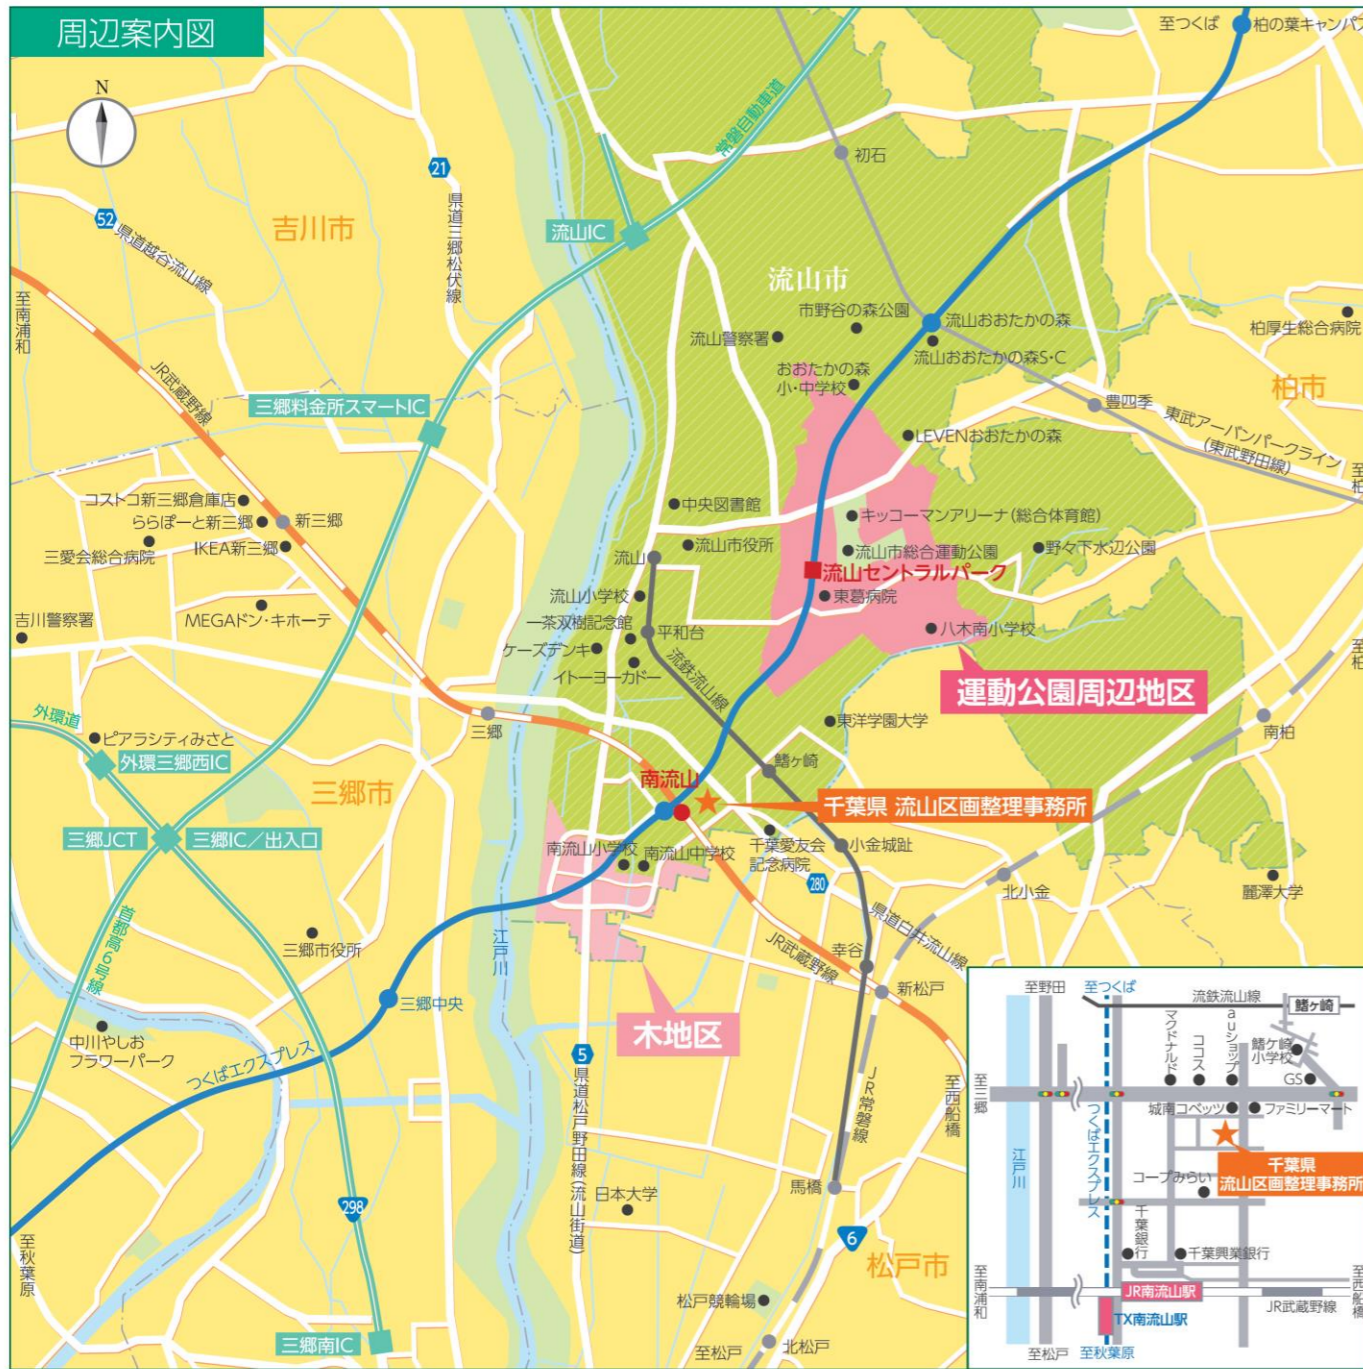 周辺案内図
N
至つくば
柏の葉キャンパス
常磐自動車道
初石
21
県道三郷松伏線
52
県道越谷流山線
吉川市
流山IC
流山市
市野谷の森公園
流山警察署
流山おおたかの森
流山おおたかの森S・C
柏厚生総合病院
至南浦和
JR武蔵野線
おおたかの森
小・中学校
柏市
豊四季
三郷料金所スマートIC
東武アーバンパークライン
(東武野田線)
LEVENおおたかの森
至柏
コストコ新三郷倉庫店
ららぽーと新三郷
新三郷
三愛会総合病院
IKEA新三郷
中央図書館
キッコーマンアリーナ(総合体育館)
流山市役所
流山市総合運動公園
野々下水辺公園
流山
流山セントラルパーク
流山小学校
東葛病院
吉川警察署
MEGAドン・キホーテ
一茶双樹記念館
平和台
八木南小学校
ケーズデンキ
イトーヨーカドー
流鉄流山線
至柏
運動公園周辺地区
外環道
ピアラシティみさと
三郷
東洋学園大学
南柏
外環三郷西IC
三郷市
南流山
鰭ヶ崎
千葉県 流山区画整理事務所
三郷JCT
三郷IC/出入口
南流山小学校
南流山中学校
千葉愛友会
記念病院
小金城趾
280
北小金
麗澤大学
首都高6号線
三郷市役所
江戸川
県道白井流山線
JR武蔵野線
幸谷
新松戸
三郷中央
木地区
中川やしお
フラワーパーク
つくばエクスプレス
5
県道松戸野田線(流山街道)
JR常磐線
至西船橋
298
日本大学
馬橋
6
松戸市
至秋葉原
松戸競輪場
三郷南IC
至松戸
北松戸
至野田
至つくば
流鉄流山線
鰭ヶ崎
マクドナルド
ココス
auショップ
鰭ヶ崎
小学校
GS
至三郷
城南コベッツ
ファミリーマート
つくばエクスプレス
江戸川
千葉県
流山区画整理事務所
コープみらい
千葉銀行
千葉興業銀行
至南浦和
JR南流山駅
JR武蔵野線
至西船橋
TX南流山駅
至松戸
至秋葉原